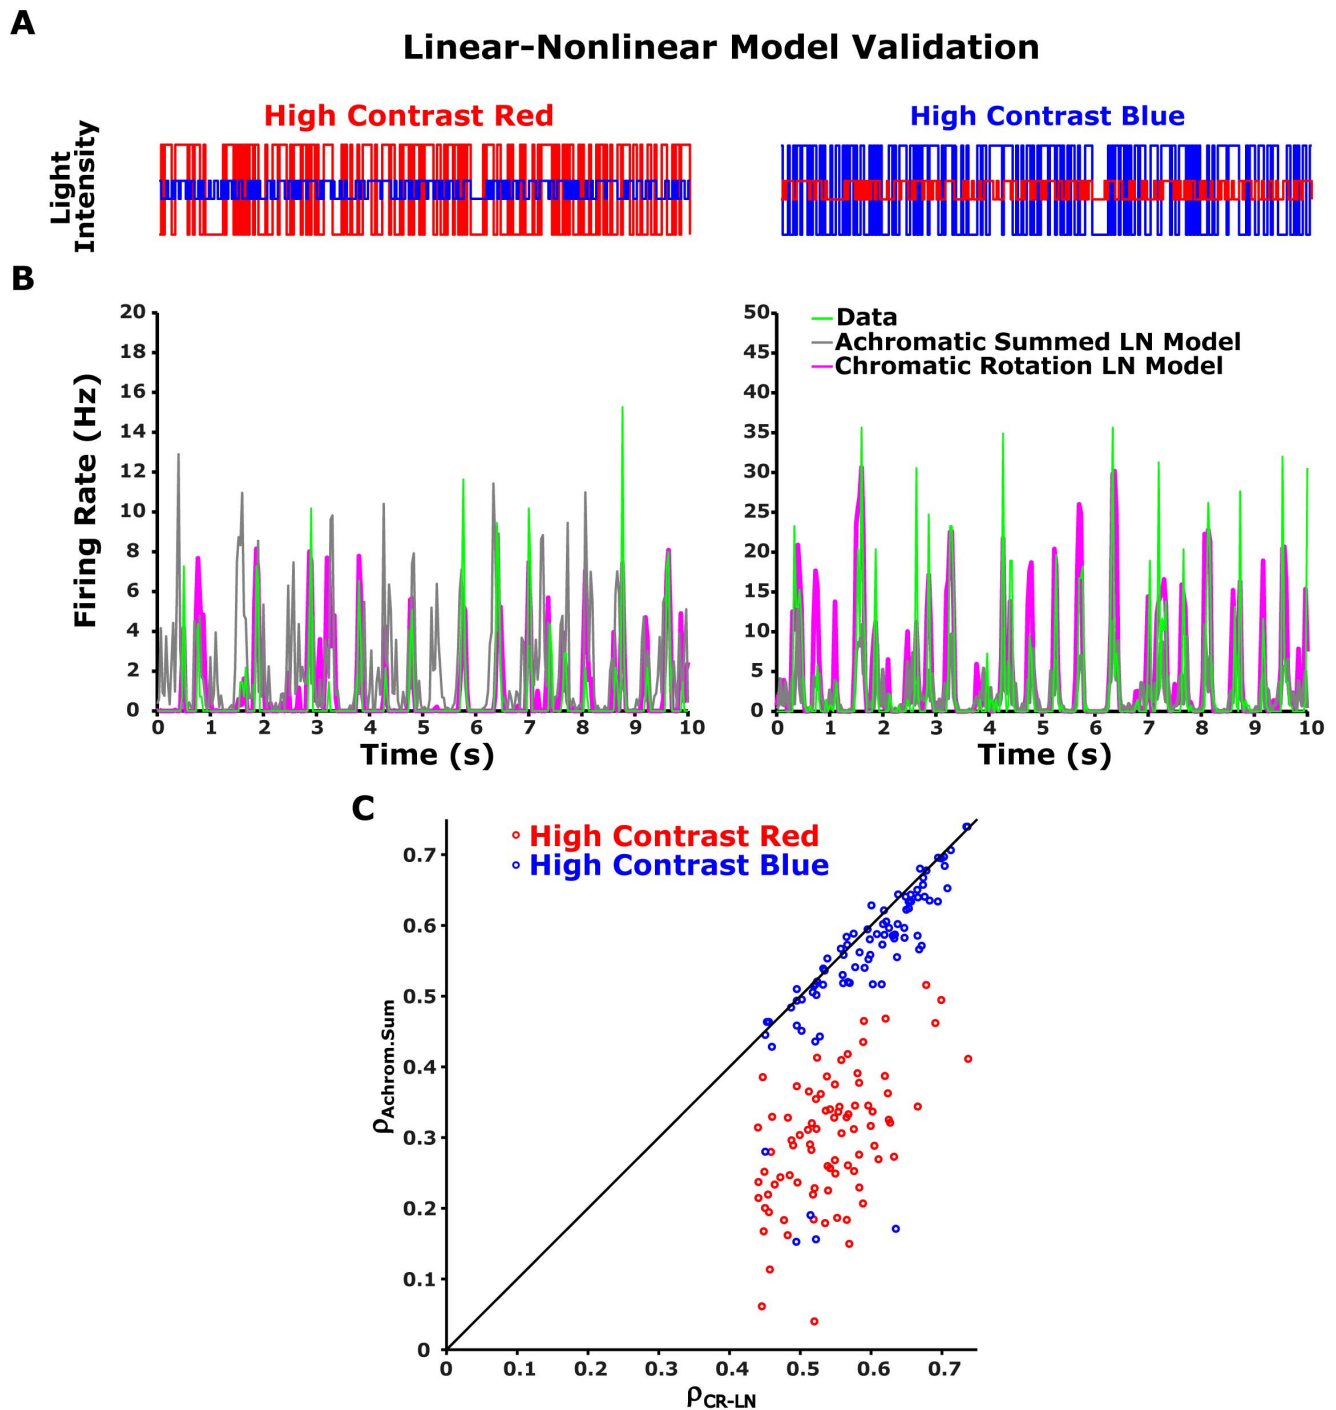 A
Linear-Nonlinear Model Validation
High Contrast Red
High Contrast Blue
Light
Intensity
B
Firing Rate (Hz)
20
18
16
14
12
10
8
6
4
2
0
0 1 2 3 4 5 6 7 8 9 10
Time (s)
50
45
40
35
30
25
20
15
10
5
0
0 1 2 3 4 5 6 7 8 9 10
Time (s)
Data
Achromatic Summed LN Model
Chromatic Rotation LN Model
C
High Contrast Red
High Contrast Blue
ρAchrom.Sum
0.7
0.6
0.5
0.4
0.3
0.2
0.1
0
0 0.1 0.2 0.3 0.4 0.5 0.6 0.7
ρCR-LN